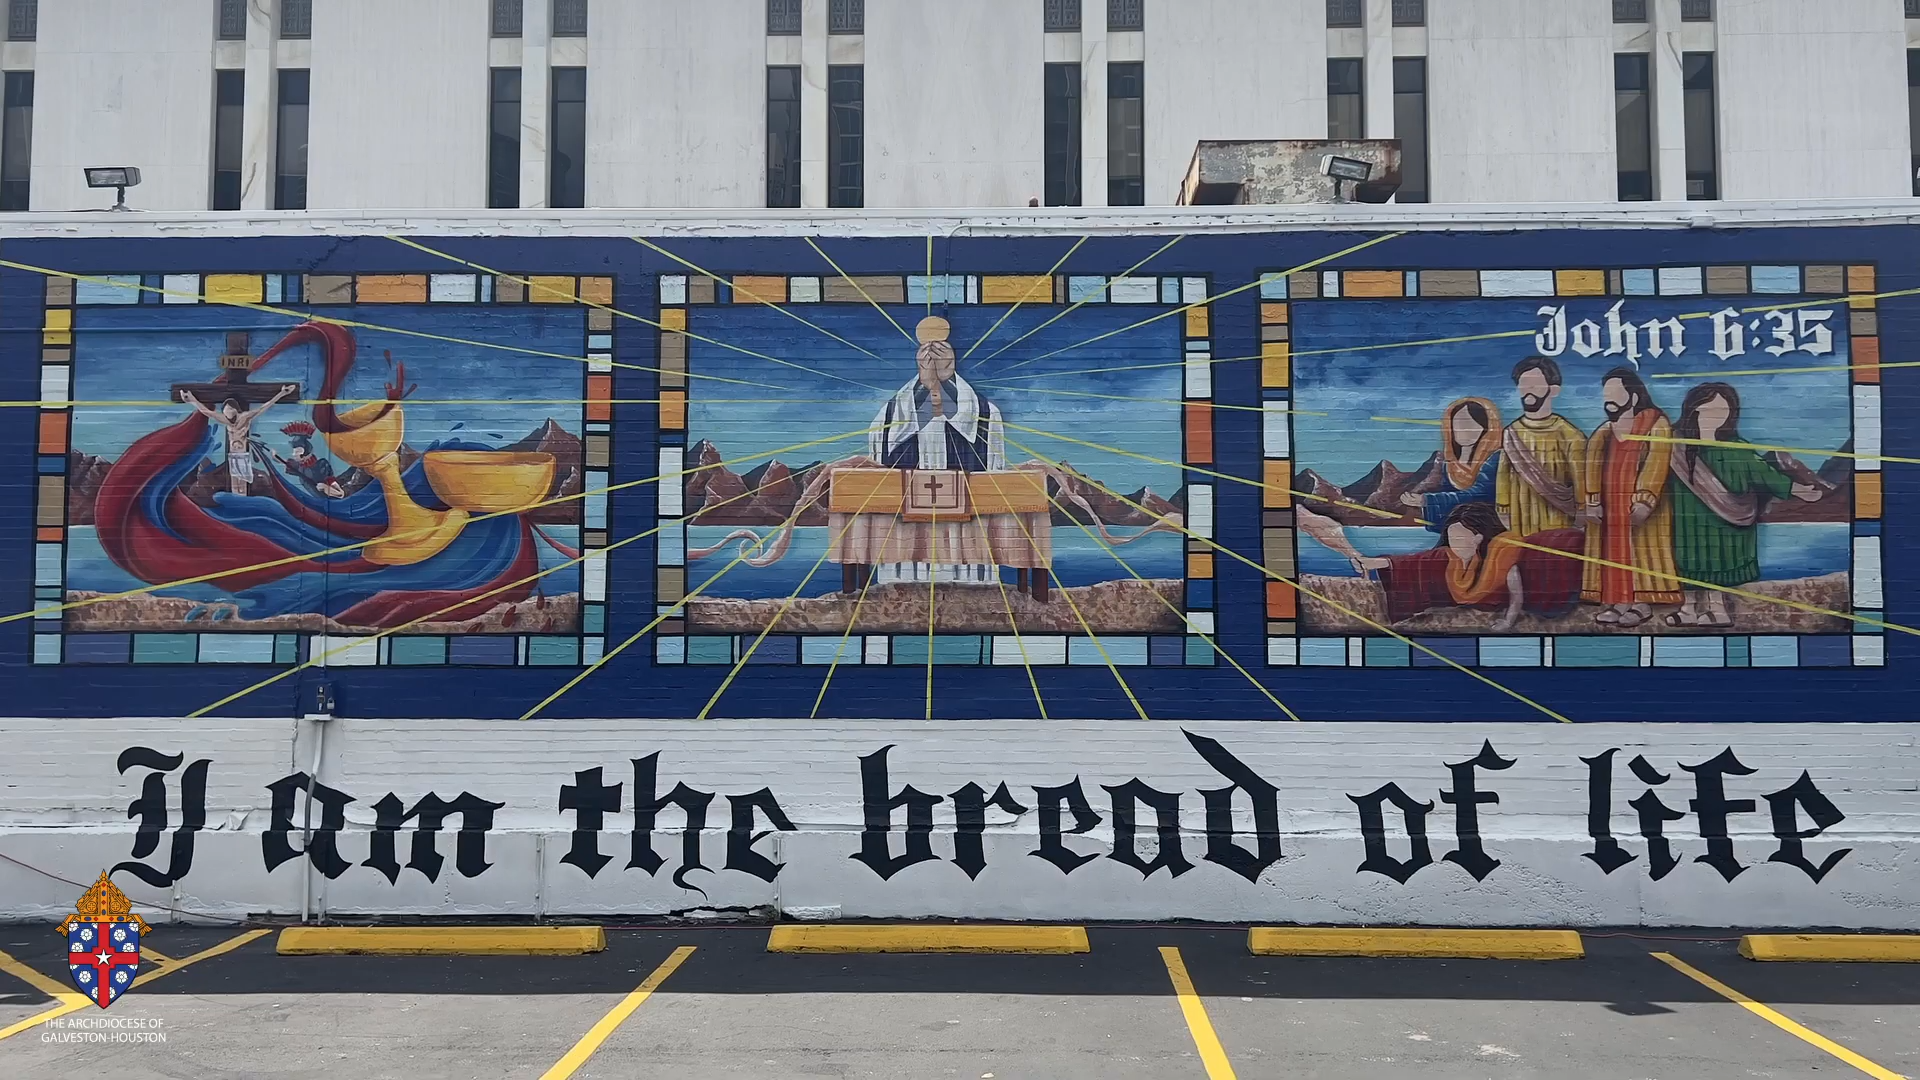 INRI
John 6:35
I am the bread of life
THE ARCHDIOCESE OF
GALVESTON-HOUSTON